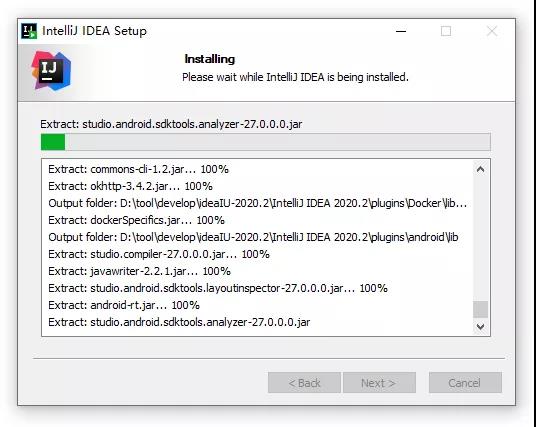 IntelliJ IDEA Setup
IJ
Installing
Please wait while IntelliJ IDEA is being installed.
Extract: studio.android.sdktools.analyzer-27.0.0.0.jar
Extract: commons-cli-1.2.jar... 100%
Extract: okhttp-3.4.2.jar... 100%
Output folder: D:\tool\develop\ideaIU-2020.2\IntelliJ IDEA 2020.2\plugins\Docker\lib...
Extract: dockerSpecifics.jar... 100%
Output folder: D:\tool\develop\ideaIU-2020.2\IntelliJ IDEA 2020.2\plugins\android\lib
Extract: studio.compiler-27.0.0.0.jar... 100%
Extract: javawriter-2.2.1.jar... 100%
Extract: studio.android.sdktools.layoutinspector-27.0.0.0.jar... 100%
Extract: android-rt.jar... 100%
Extract: studio.android.sdktools.analyzer-27.0.0.0.jar
< Back
Next >
Cancel